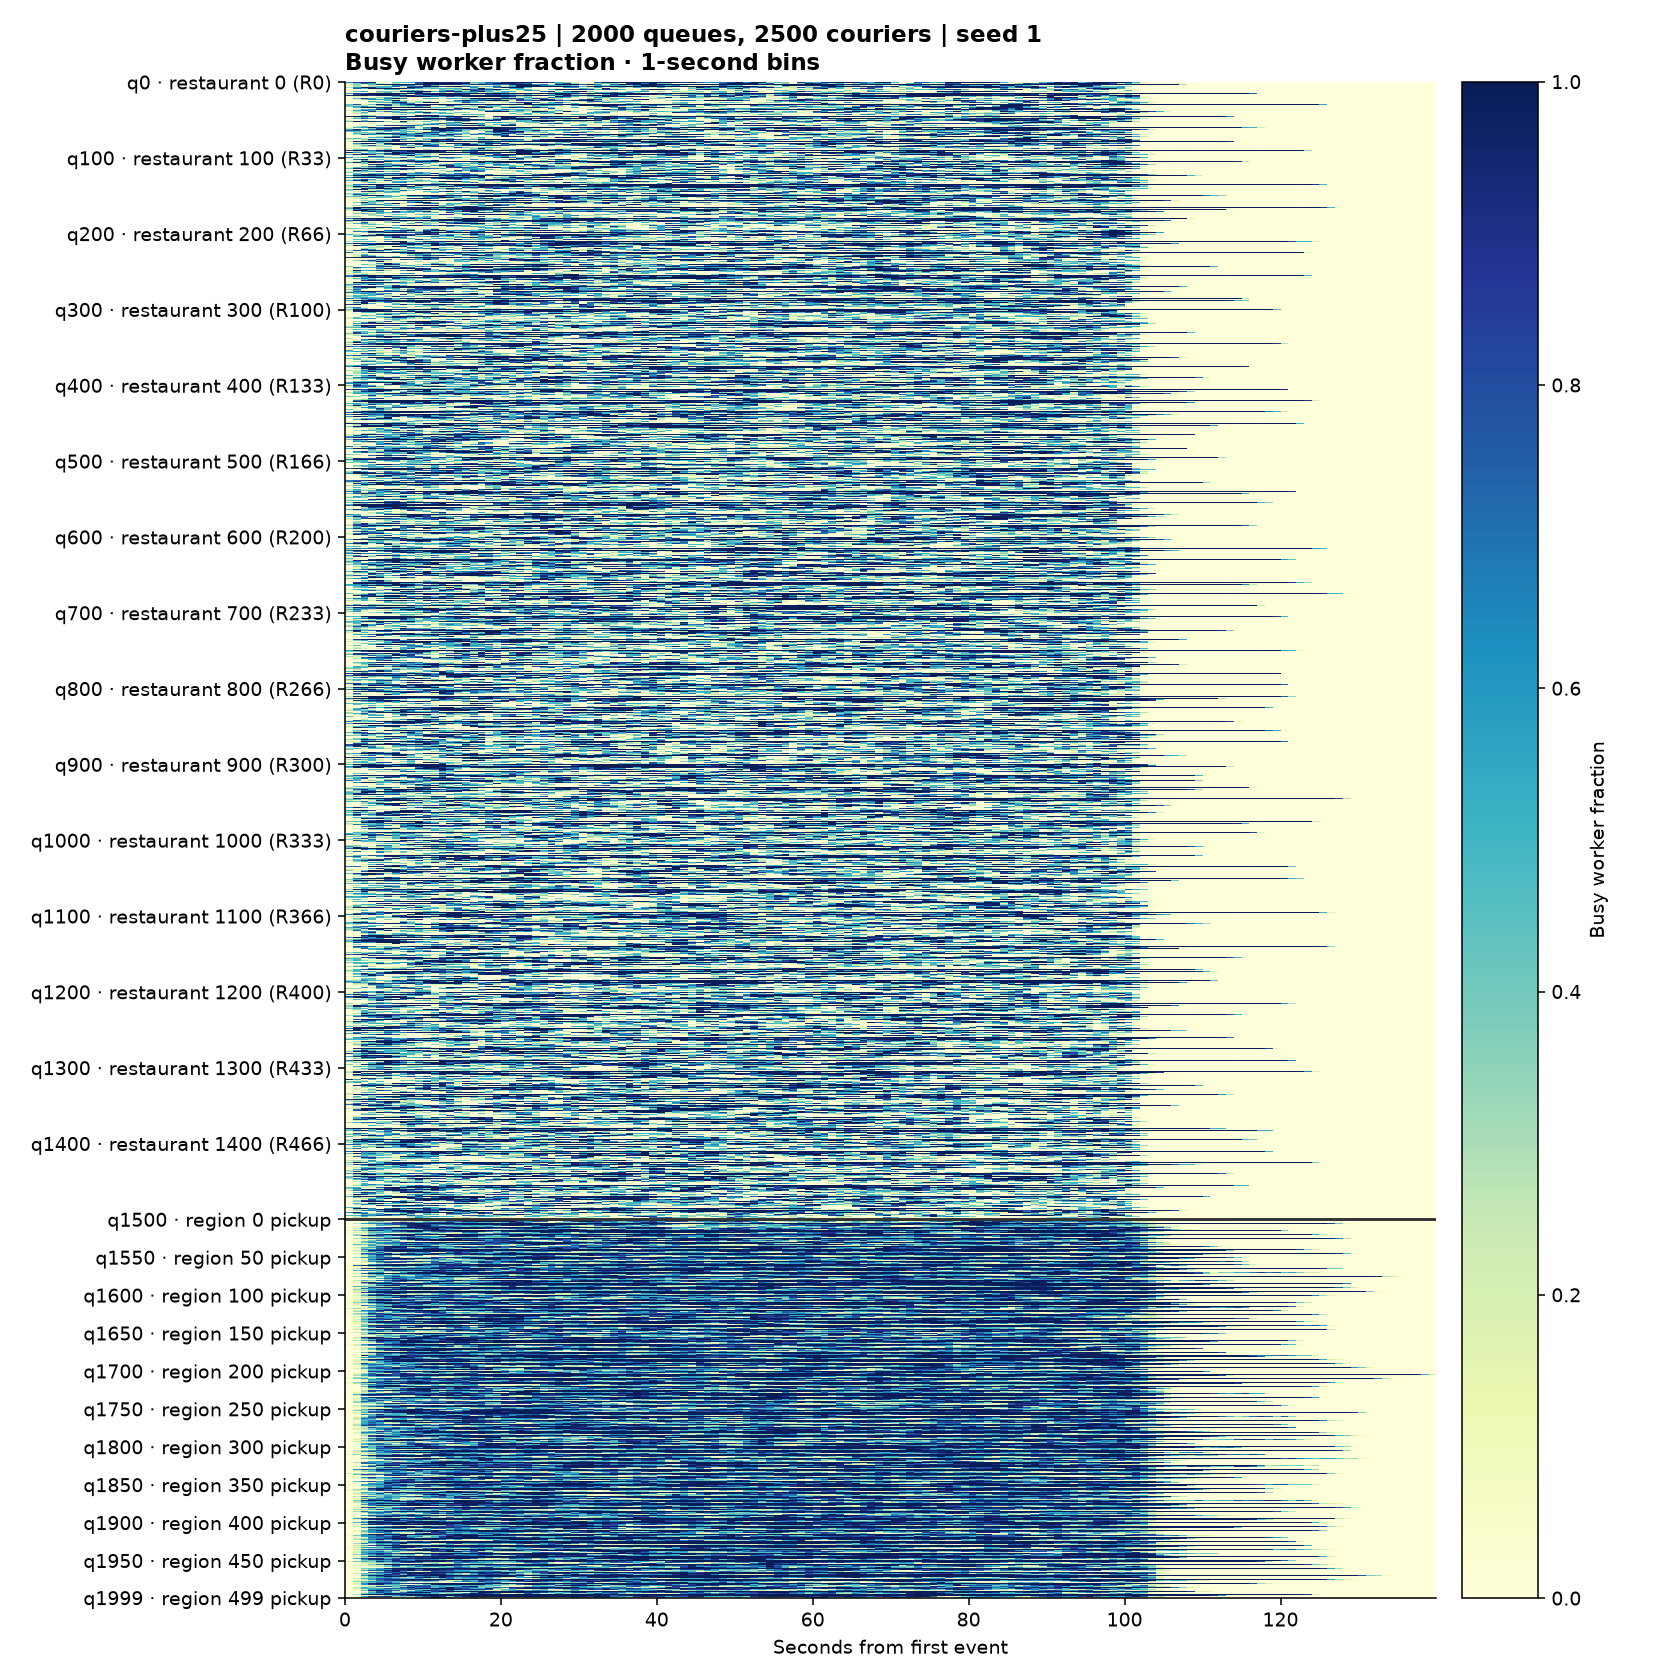 couriers-plus25 | 2000 queues, 2500 couriers | seed 1
Busy worker fraction · 1-second bins
q0 · restaurant 0 (R0)
q100 · restaurant 100 (R33)
q200 · restaurant 200 (R66)
q300 · restaurant 300 (R100)
q400 · restaurant 400 (R133)
q500 · restaurant 500 (R166)
q600 · restaurant 600 (R200)
q700 · restaurant 700 (R233)
q800 · restaurant 800 (R266)
q900 · restaurant 900 (R300)
q1000 · restaurant 1000 (R333)
q1100 · restaurant 1100 (R366)
q1200 · restaurant 1200 (R400)
q1300 · restaurant 1300 (R433)
q1400 · restaurant 1400 (R466)
q1500 · region 0 pickup
q1550 · region 50 pickup
q1600 · region 100 pickup
q1650 · region 150 pickup
q1700 · region 200 pickup
q1750 · region 250 pickup
q1800 · region 300 pickup
q1850 · region 350 pickup
q1900 · region 400 pickup
q1950 · region 450 pickup
q1999 · region 499 pickup
0 20 40 60 80 100 120
Seconds from first event
1.0
0.8
0.6
0.4
0.2
0.0
Busy worker fraction